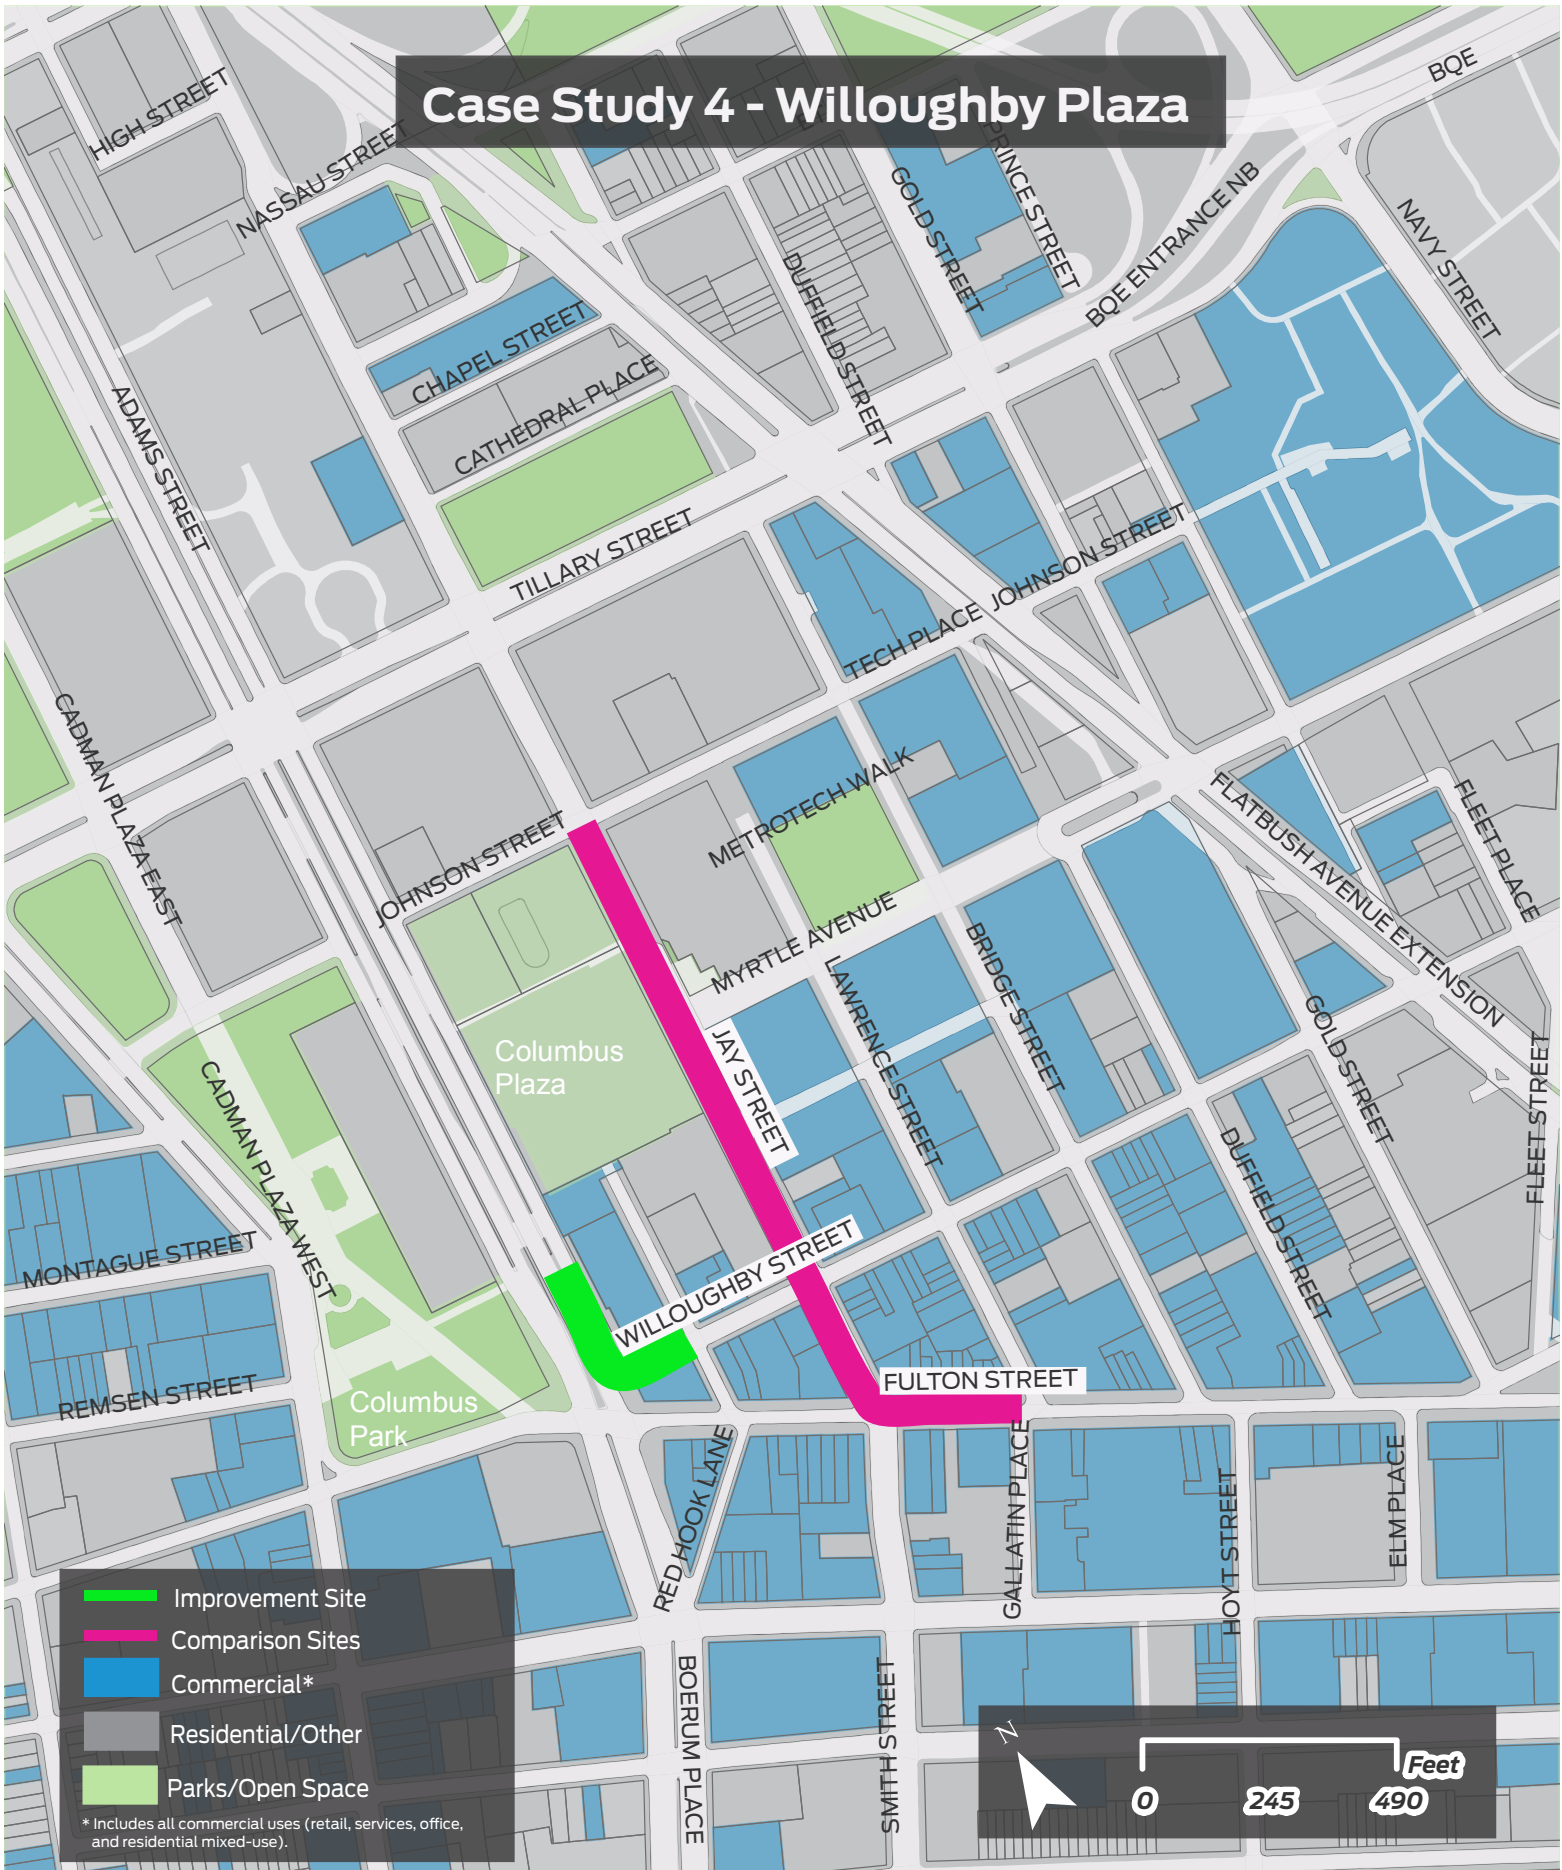 Case Study 4 - Willoughby Plaza
BQE
HIGH STREET
NASSAU STREET
PRINCE STREET
GOLD STREET
BQE ENTRANCE NB
NAVY STREET
DUFFIELD STREET
CHAPEL STREET
CATHEDRAL PLACE
ADAMS STREET
TILLARY STREET
JOHNSON STREET
TECH PLACE
CADMAN PLAZA EAST
METROTECH WALK
FLATBUSH AVENUE EXTENSION
FLEET PLACE
JOHNSON STREET
MYRTLE AVENUE
BRIDGE STREET
LAWRENCE STREET
GOLD STREET
Columbus
Plaza
JAY STREET
FLEET STREET
CADMAN PLAZA WEST
DUFFIELD STREET
MONTAGUE STREET
WILLOUGHBY STREET
REMSEN STREET
FULTON STREET
Columbus
Park
RED HOOK LANE
GALLATIN PLACE
HOYT STREET
ELM PLACE
BOERUM PLACE
SMITH STREET
Improvement Site
Comparison Sites
Commercial*
Residential/Other
Parks/Open Space
* Includes all commercial uses (retail, services, office,
and residential mixed-use).
N
Feet
0 245 490